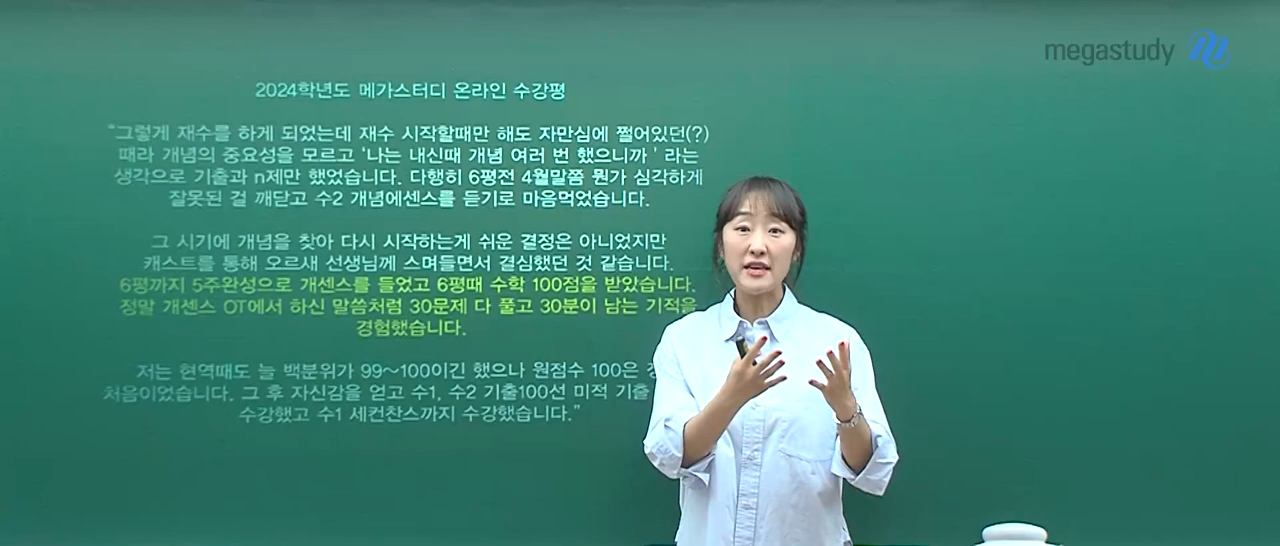 megastudy
2024학년도 메가스터디 온라인 수강평
“그렇게 재수를 하게 되었는데 재수 시작할때만 해도 자만심에 쩔어있던(?)
때라 개념의 중요성을 모르고 ‘나는 내신때 개념 여러 번 했으니까 ’ 라는
생각으로 기출과 n제만 했었습니다. 다행히 6평전 4월말쯤 뭔가 심각하게
잘못된 걸 깨닫고 수2 개념에센스를 듣기로 마음먹었습니다.
그 시기에 개념을 찾아 다시 시작하는게 쉬운 결정은 아니었지만
캐스트를 통해 오르새 선생님께 스며들면서 결심했던 것 같습니다.
6평까지 5주완성으로 개센스를 들었고 6평때 수학 100점을 받았습니다.
정말 개센스 OT에서 하신 말씀처럼 30문제 다 풀고 30분이 남는 기적을
경험했습니다.
저는 현역때도 늘 백분위가 99~100이긴 했으나 원점수 100은
처음이었습니다. 그 후 자신감을 얻고 수1, 수2 기출100선 미적 기출
수강했고 수1 세컨찬스까지 수강했습니다.”